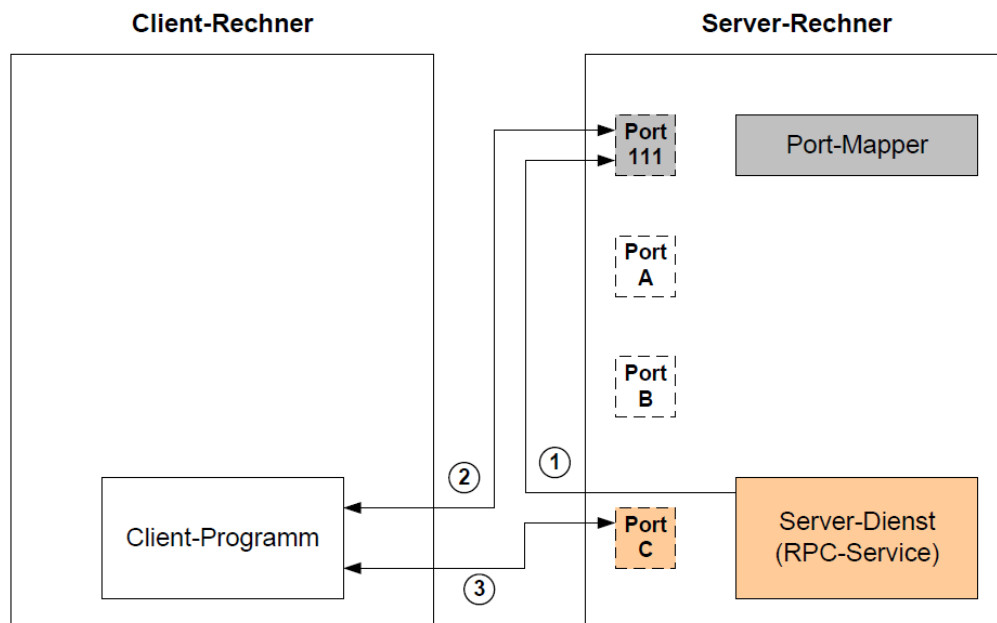 Client-Rechner
Server-Rechner
Port
111
Port-Mapper
Port
A
Port
B
1
2
Client-Programm
Port
C
Server-Dienst
(RPC-Service)
3